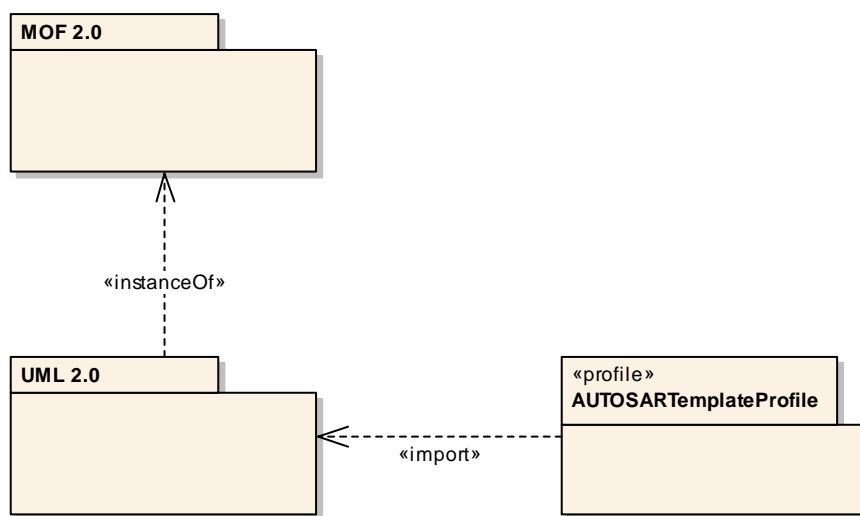 MOF 2.0
«instanceOf»
UML 2.0
«profile»
AUTOSARTemplateProfile
«import»